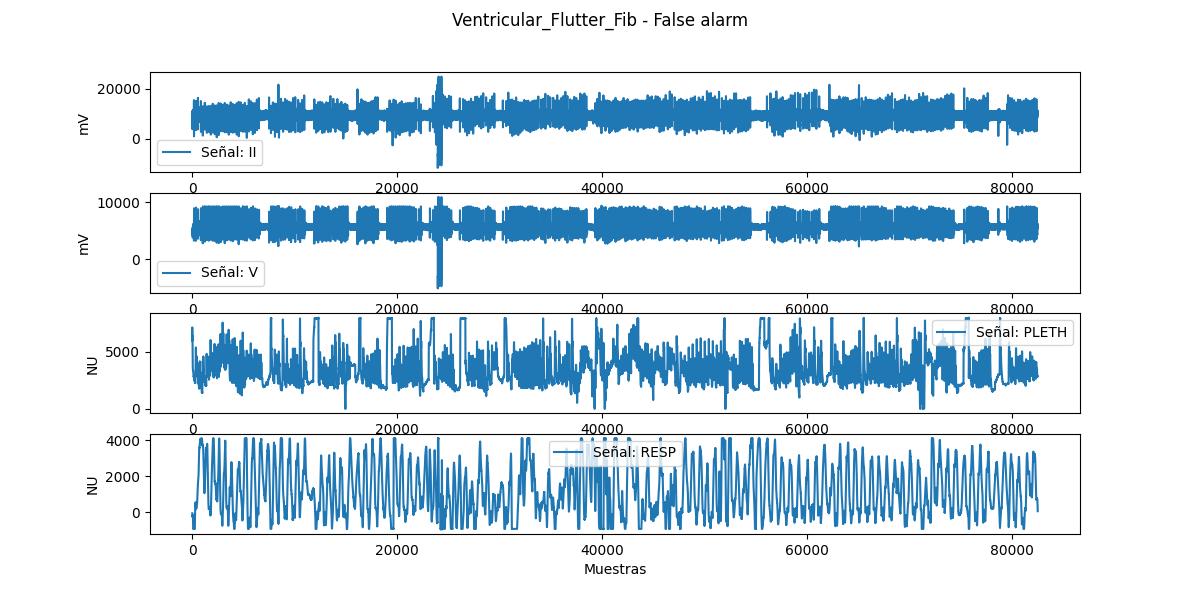 Ventricular_Flutter_Fib - False alarm
20000
0
mV
Señal: II
0 20000 40000 60000 80000
10000
0
mV
Señal: V
0 20000 40000 60000 80000
5000
0
NU
Señal: PLETH
0 20000 40000 60000 80000
4000
2000
0
NU
Señal: RESP
0 20000 40000 60000 80000
Muestras